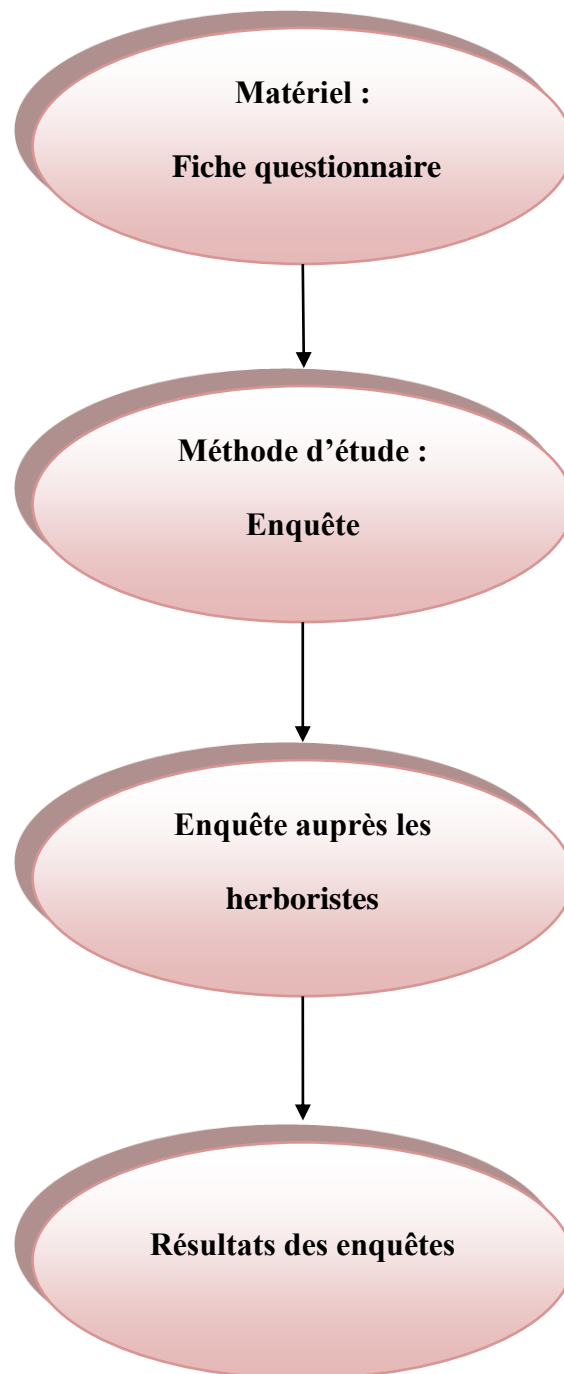 Matériel :
Fiche questionnaire
Méthode d’étude :
Enquête
Enquête auprès les
herboristes
Résultats des enquêtes